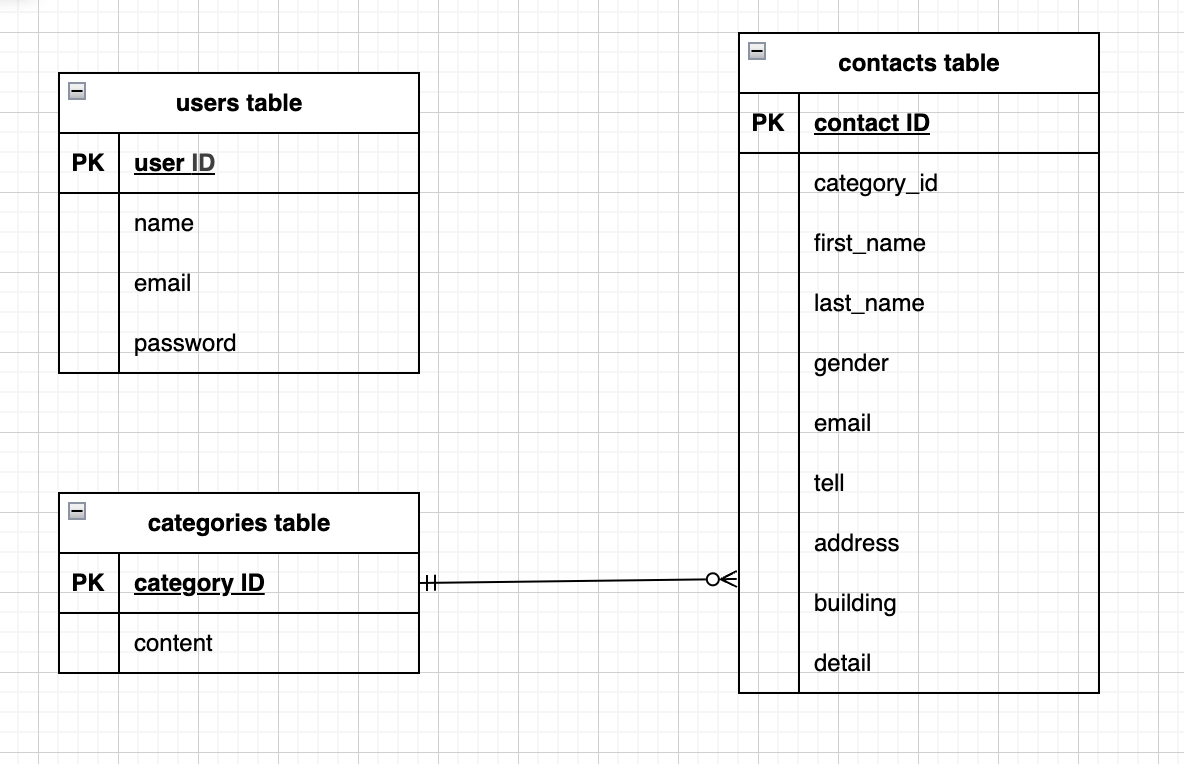 users table
PK user ID
name
email
password
categories table
PK category ID
content
contacts table
PK contact ID
category_id
first_name
last_name
gender
email
tell
address
building
detail